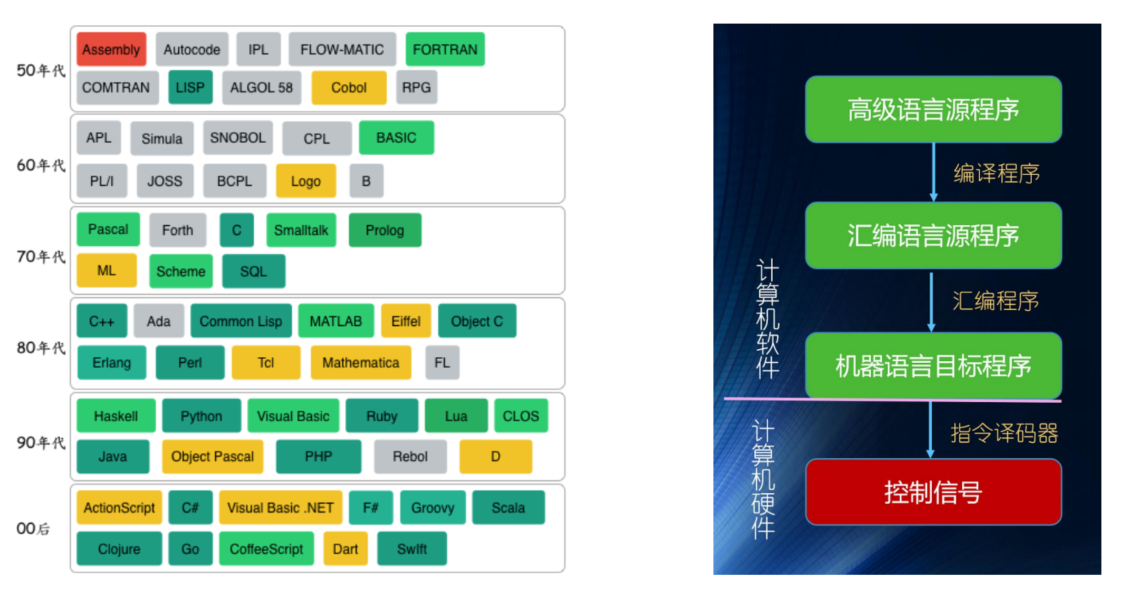 50年代
Assembly Autocode IPL FLOW-MATIC FORTRAN
COMTRAN LISP ALGOL 58 Cobol RPG
60年代
APL Simula SNOBOL CPL BASIC
PL/I JOSS BCPL Logo B
70年代
Pascal Forth C Smalltalk Prolog
ML Scheme SQL
80年代
C++ Ada Common Lisp MATLAB Eiffel Object C
Erlang Perl Tcl Mathematica FL
90年代
Haskell Python Visual Basic Ruby Lua CLOS
Java Object Pascal PHP Rebol D
00后
ActionScript C# Visual Basic .NET F# Groovy Scala
Clojure Go CoffeeScript Dart Swlft
高级语言源程序
编译程序
汇编语言源程序
汇编程序
机器语言目标程序
指令译码器
控制信号
计算机软件
计算机硬件